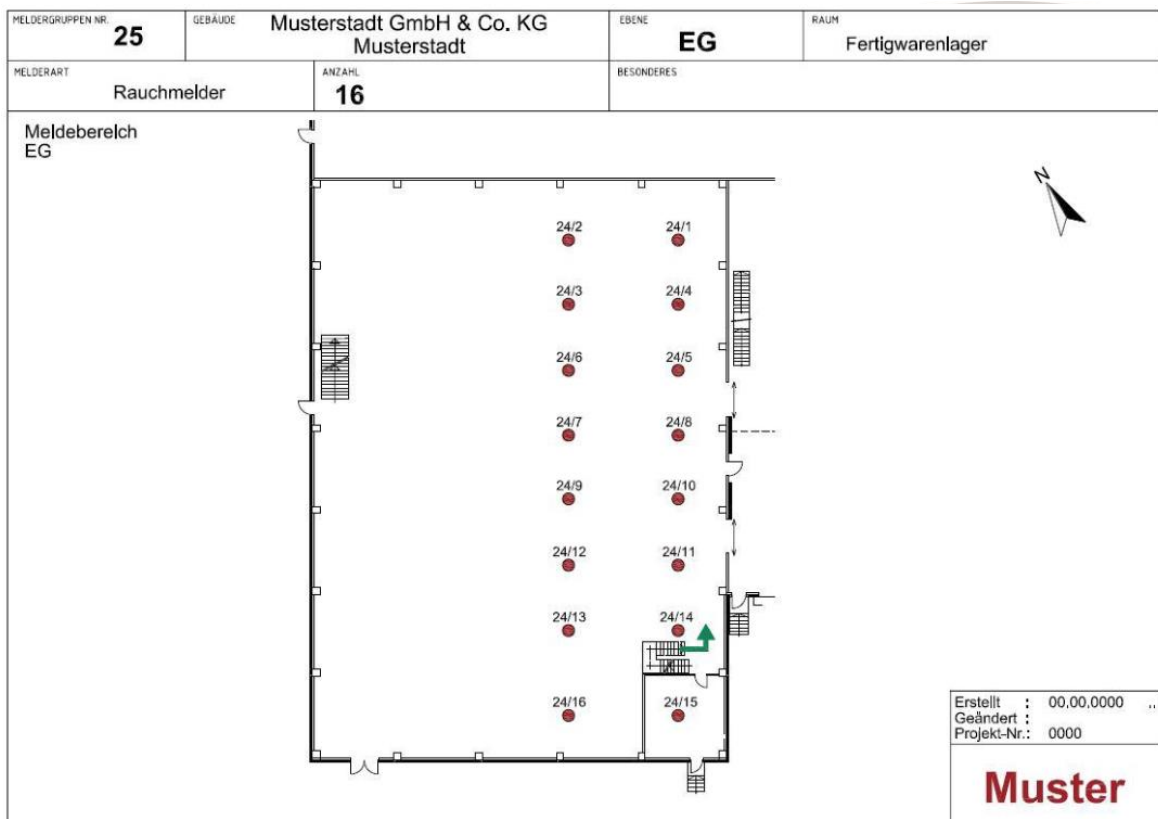 MELDERGRUPPEN NR.
25
GEBÄUDE
Musterstadt GmbH & Co. KG
Musterstadt
EBENE
EG
RAUM
Fertigwarenlager
MELDERART
Rauchmelder
ANZAHL
16
BESONDERES
Meldebereich
EG
N
24/2 24/1
24/3 24/4
24/6 24/5
24/7 24/8
24/9 24/10
24/12 24/11
24/13 24/14
24/16 24/15
Erstellt : 00.00.0000 ..
Geändert :
Projekt-Nr.: 0000
Muster